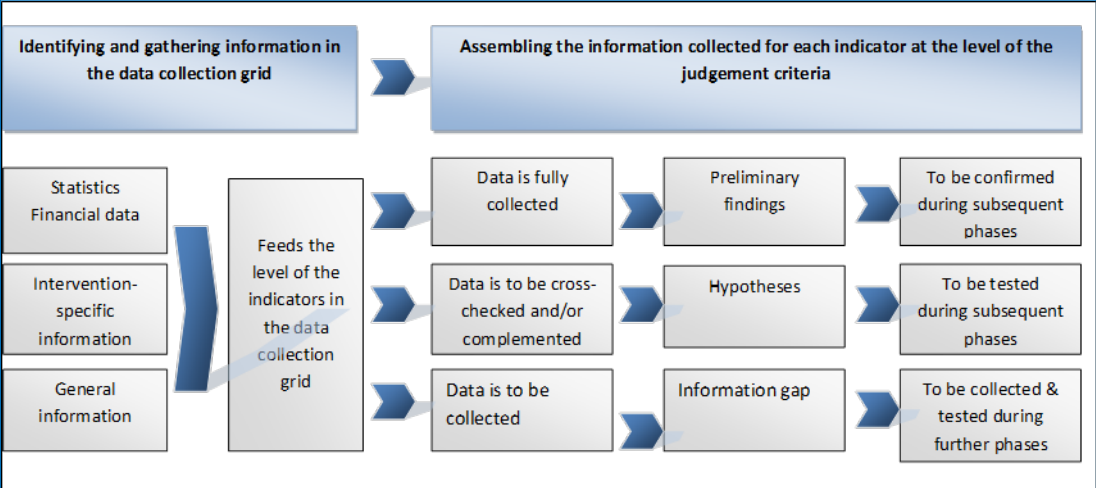 Identifying and gathering information in
the data collection grid
Assembling the information collected for each indicator at the level of the
judgement criteria
Statistics
Financial data
Intervention-
specific
information
General
information
Feeds the
level of the
indicators in
the data
collection
grid
Data is fully
collected
Preliminary
findings
To be confirmed
during subsequent
phases
Data is to be cross-
checked and/or
complemented
Hypotheses
To be tested
during subsequent
phases
Data is to be
collected
Information gap
To be collected &
tested during
further phases